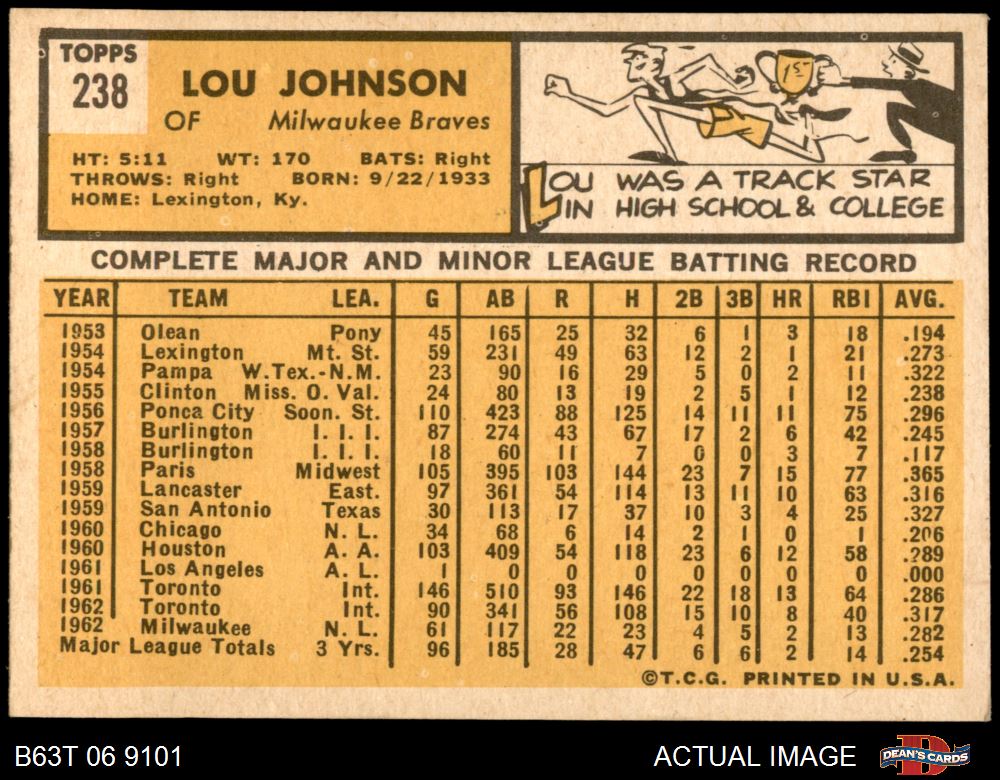 TOPPS
238
LOU JOHNSON
OF Milwaukee Braves
HT: 5:11 WT: 170 BATS: Right
THROWS: Right BORN: 9/22/1933
HOME: Lexington, Ky.
1ST
LOU WAS A TRACK STAR
IN HIGH SCHOOL & COLLEGE
COMPLETE MAJOR AND MINOR LEAGUE BATTING RECORD
YEAR TEAM LEA. G AB R H 2B 3B HR RBI AVG.
1953 Olean Pony 45 165 25 32 6 1 3 18 .194
1954 Lexington Mt. St. 59 231 49 63 12 2 1 21 .273
1954 Pampa W.Tex.-N.M. 23 90 16 29 5 0 2 11 .322
1955 Clinton Miss. O. Val. 24 80 13 19 2 5 1 12 .238
1956 Ponca City Soon. St. 110 423 88 125 14 11 11 75 .296
1957 Burlington I. I. I. 87 274 43 67 17 2 6 42 .245
1958 Burlington I. I. I. 18 60 11 7 0 0 3 7 .117
1958 Paris Midwest 105 395 103 144 23 7 15 77 .365
1959 Lancaster East. 97 361 54 114 13 11 10 63 .316
1959 San Antonio Texas 30 113 17 37 10 3 4 25 .327
1960 Chicago N. L. 34 68 6 14 2 1 0 1 .206
1960 Houston A. A. 103 409 54 118 23 6 12 58 .289
1961 Los Angeles A. L. 1 0 0 0 0 0 0 0 .000
1961 Toronto Int. 146 510 93 146 22 18 13 64 .286
1962 Toronto Int. 90 341 56 108 15 10 8 40 .317
1962 Milwaukee N. L. 61 117 22 23 4 5 2 13 .282
Major League Totals 3 Yrs. 96 185 28 47 6 6 2 14 .254
©T.C.G. PRINTED IN U.S.A.
B63T 06 9101 ACTUAL IMAGE
DEAN'S CARDS